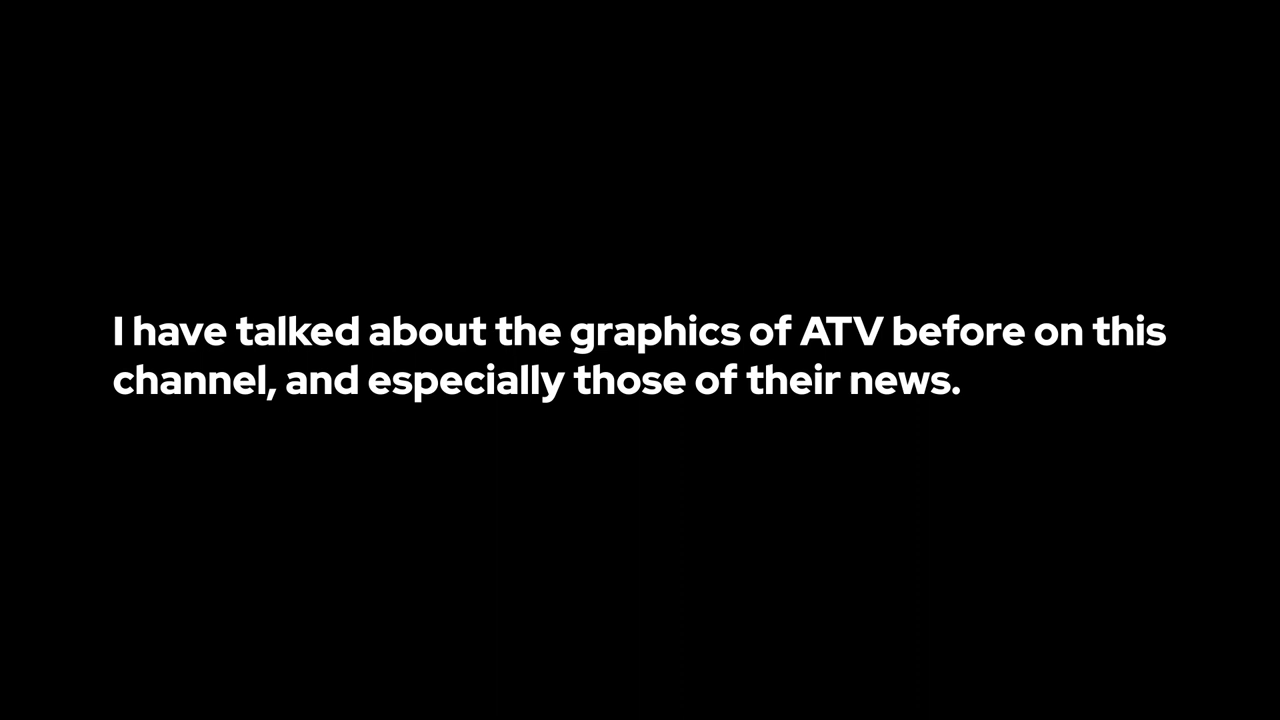 I have talked about the graphics of ATV before on this
channel, and especially those of their news.